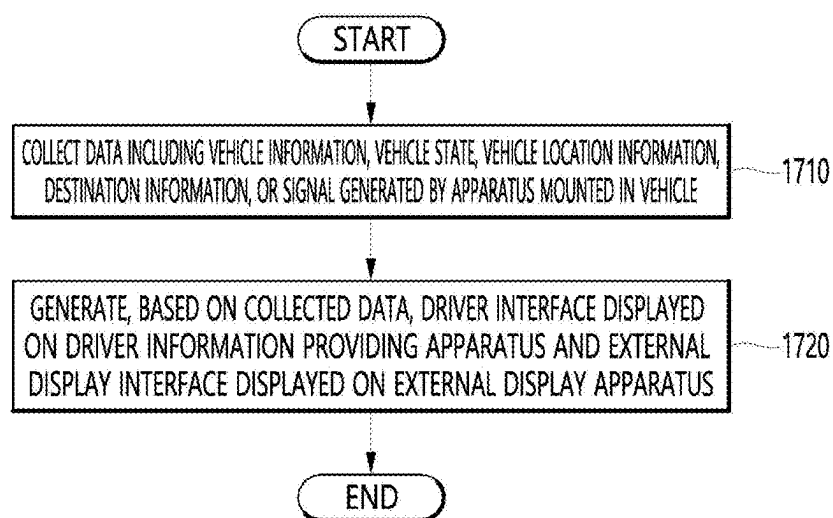 START
COLLECT DATA INCLUDING VEHICLE INFORMATION, VEHICLE STATE, VEHICLE LOCATION INFORMATION,
DESTINATION INFORMATION, OR SIGNAL GENERATED BY APPARATUS MOUNTED IN VEHICLE
1710
GENERATE, BASED ON COLLECTED DATA, DRIVER INTERFACE DISPLAYED
ON DRIVER INFORMATION PROVIDING APPARATUS AND EXTERNAL
DISPLAY INTERFACE DISPLAYED ON EXTERNAL DISPLAY APPARATUS
1720
END